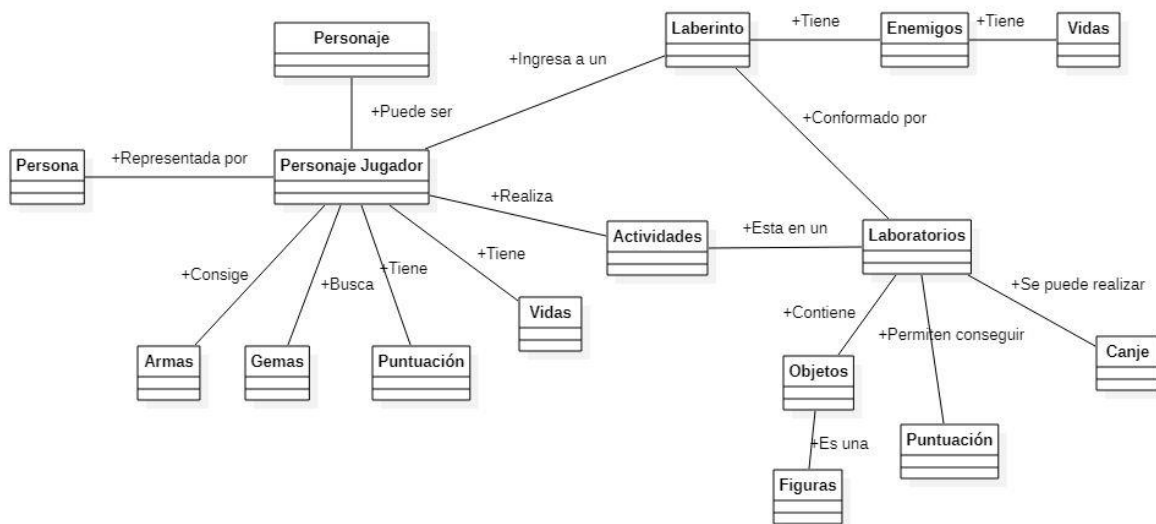 Laberinto
+Tiene
Enemigos
+Tiene
Vidas
Personaje
+Ingresa a un
+Puede ser
+Conformado por
Persona
+Representada por
Personaje Jugador
+Realiza
Actividades
+Esta en un
Laboratorios
+Consige
+Busca
+Tiene
+Tiene
+Se puede realizar
Vidas
+Contiene
+Permiten conseguir
Armas
Gemas
Puntuación
Objetos
Canje
+Es una
Puntuación
Figuras